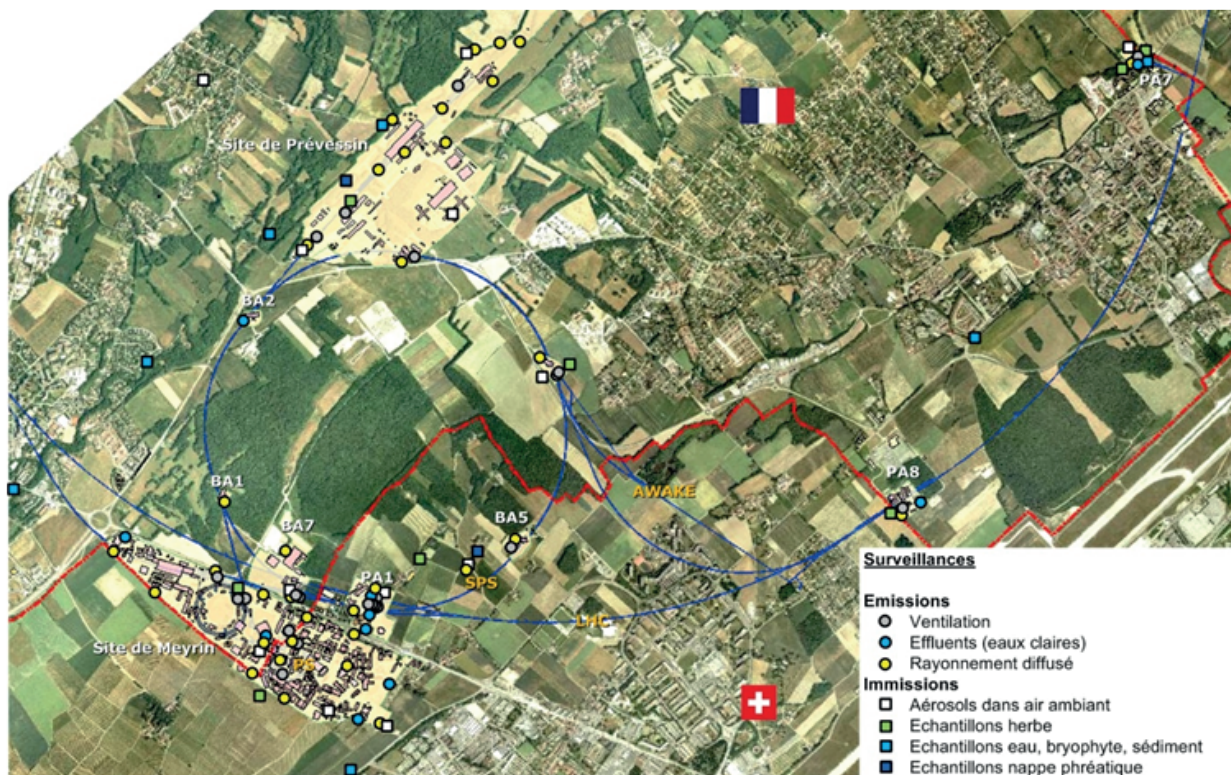 PA7
Site de Prévessin
BA2
BA1
BA7
BA5
AWAKE
PA8
PA1
SPS
LHC
Site de Meyrin
PS
Surveillances
Emissions
Ventilation
Effluents (eaux claires)
Rayonnement diffusé
Immissions
Aérosols dans air ambiant
Echantillons herbe
Echantillons eau, bryophyte, sédiment
Echantillons nappe phréatique